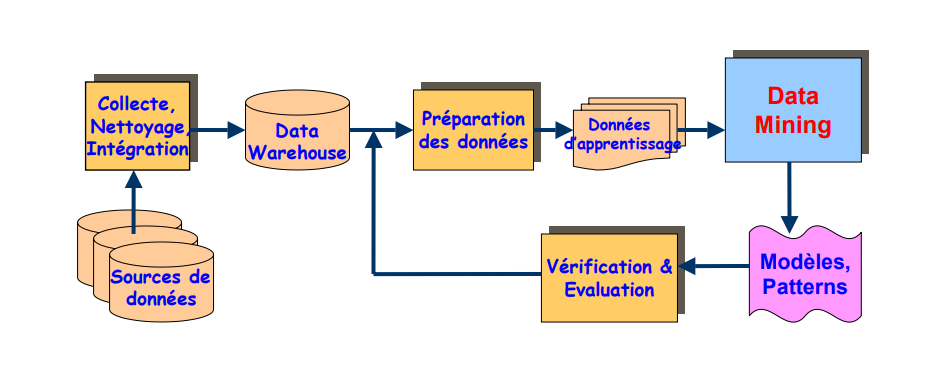 Collecte,
Nettoyage,
Intégration
Data
Warehouse
Préparation
des données
Données
d'apprentissage
Data
Mining
Sources de
données
Vérification &
Evaluation
Modèles,
Patterns